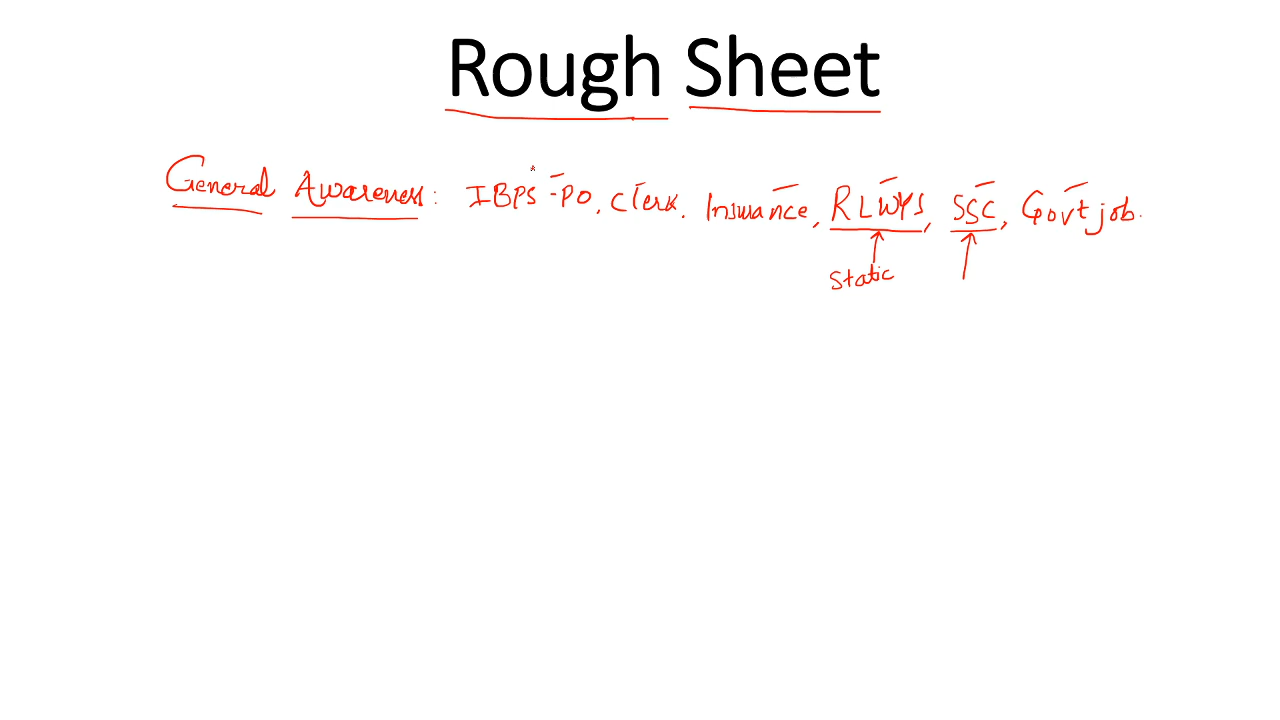 Rough Sheet
General Awareness: IBPS-PO, Clerk. Insurance, RLWYS, SSC, Govt job.
Static